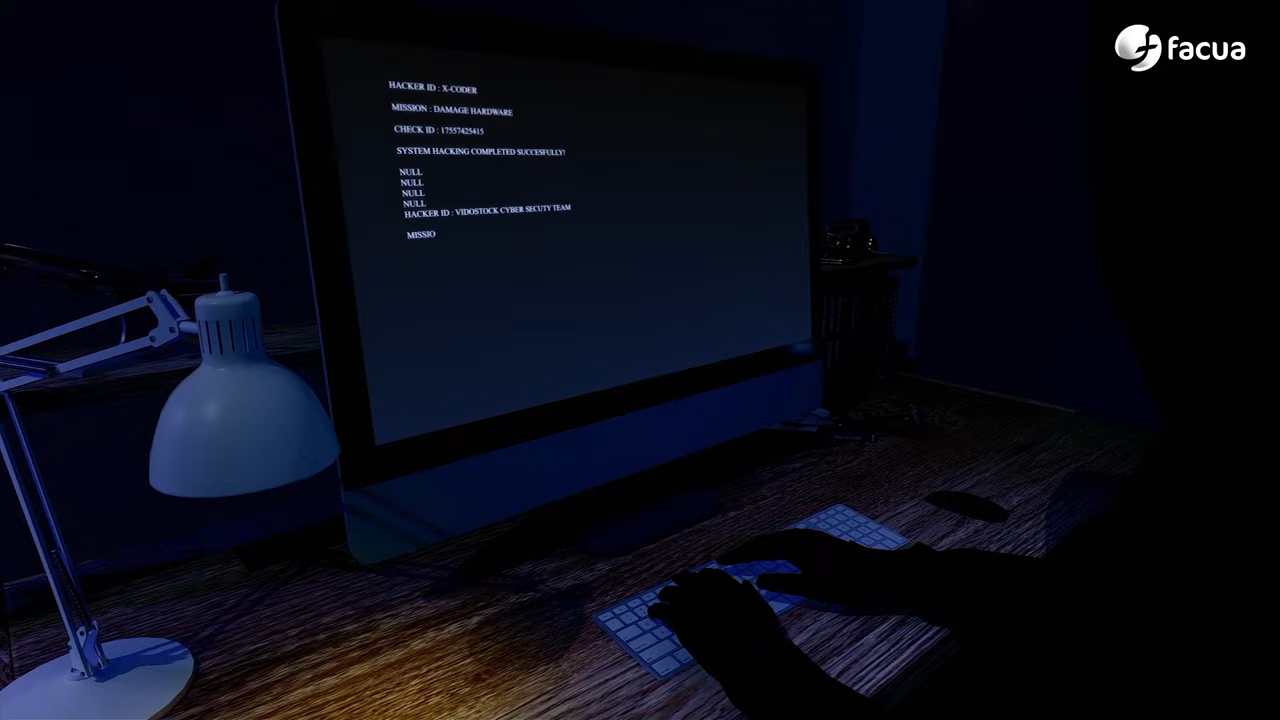 facua
HACKER ID : X-CODER
MISSION : DAMAGE HARDWARE
CHECK ID : 17557425415
SYSTEM HACKING COMPLETED SUCCESFULLY!
NULL
NULL
NULL
NULL
HACKER ID : VIDOSTOCK CYBER SECUTY TEAM
MISSIO